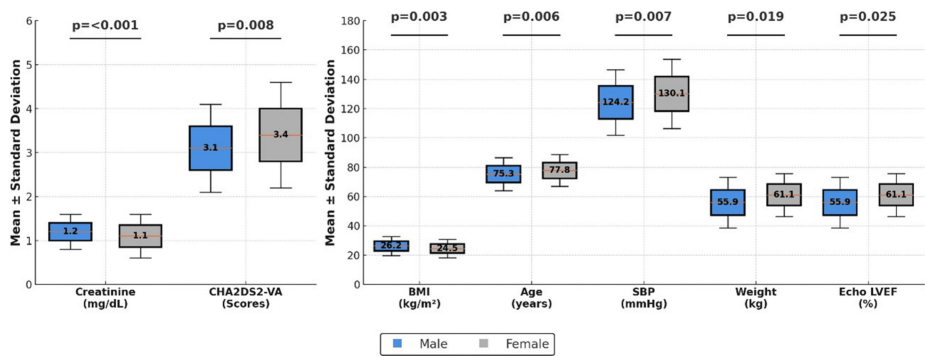 p=<0.001
p=0.008
Mean ± Standard Deviation
6
5
4
3
2
1
0
1.2
1.1
3.1
3.4
Creatinine
(mg/dL)
CHA2DS2-VA
(Scores)
p=0.003
p=0.006
p=0.007
p=0.019
p=0.025
Mean ± Standard Deviation
180
160
140
120
100
80
60
40
20
0
26.2
24.5
75.3
77.8
124.2
130.1
55.9
61.1
55.9
61.1
BMI
(kg/m²)
Age
(years)
SBP
(mmHg)
Weight
(kg)
Echo LVEF
(%)
Male
Female